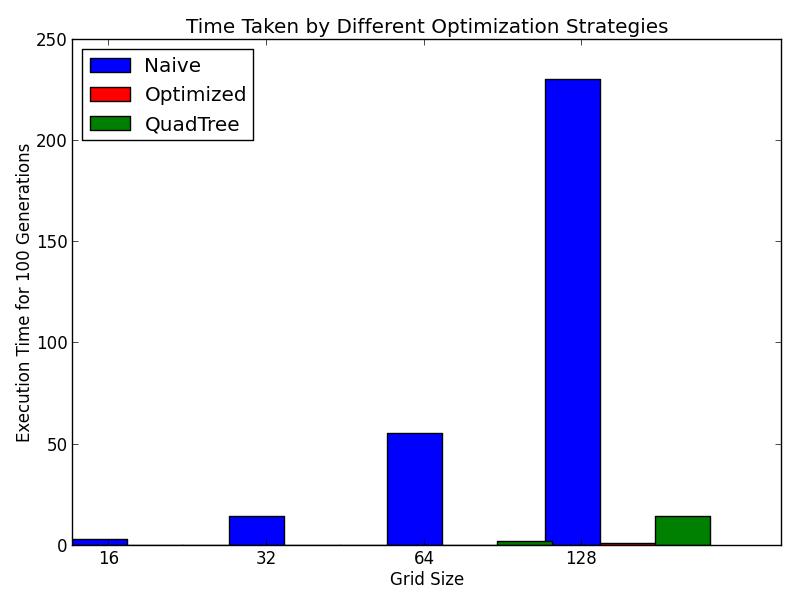 Time Taken by Different Optimization Strategies
250
200
150
100
50
0
Execution Time for 100 Generations
Naive
Optimized
QuadTree
16 32 64 128
Grid Size